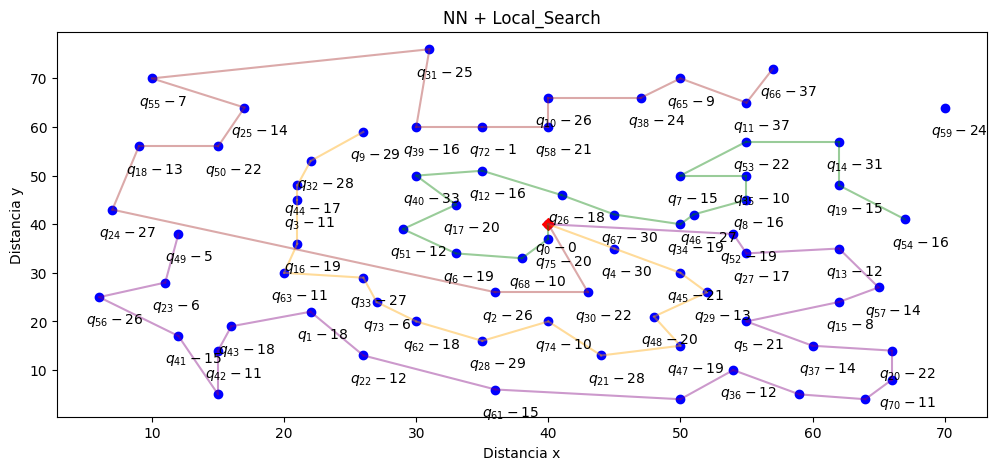 NN + Local_Search
Distancia y
70
60
50
40
30
20
10
q31 − 25
q55 − 7
q66 − 37
q65 − 9
q11 − 37
q10 − 26
q38 − 24
q59 − 24
q25 − 14
q9 − 29
q39 − 16
q72 − 1
q58 − 21
q18 − 13
q50 − 22
q53 − 22
q14 − 31
q32 − 28
q40 − 33
q12 − 16
q7 − 15
− 10
q44 − 17
q3 − 29
q26 − 18
q8 − 16
q19 − 15
q24 − 27
q17 − 20
q67 − 30
q46 − 27
q34 − 19
q54 − 16
q49 − 5
q51 − 12
q0 − 0
q75 − 20
q52 − 19
q16 − 19
q6 − 19
q68 − 10
q4 − 30
q27 − 17
q13 − 12
q63 − 11
q33 − 27
q45 − 21
q23 − 6
q56 − 26
q73 − 6
q2 − 26
q30 − 22
q29 − 13
q57 − 14
q1 − 18
q62 − 18
q74 − 10
q48 − 20
q5 − 21
q15 − 8
q41 − 15
q43 − 18
q42 − 11
q22 − 12
q28 − 29
q21 − 28
q47 − 19
q37 − 14
q20 − 22
q61 − 15
q36 − 12
q70 − 11
10
20
30
40
50
60
70
Distancia x